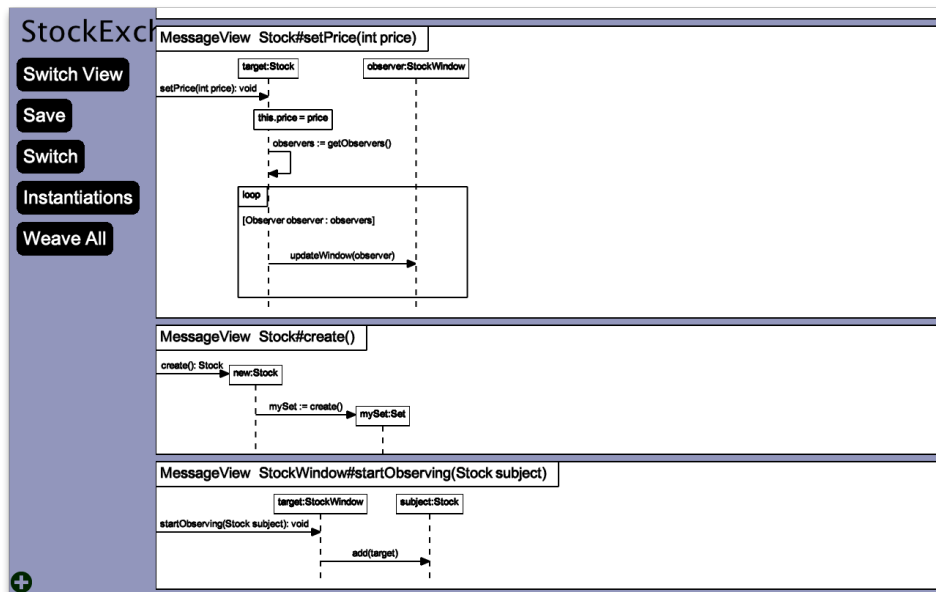 StockExch
Switch View
Save
Switch
Instantiations
Weave All
MessageView Stock#setPrice(int price)
target:Stock
observer:StockWindow
setPrice(int price): void
this.price = price
observers := getObservers()
loop
[Observer observer : observers]
updateWindow(observer)
MessageView Stock#create()
create(): Stock
new:Stock
mySet := create()
mySet:Set
MessageView StockWindow#startObserving(Stock subject)
target:StockWindow
subject:Stock
startObserving(Stock subject): void
add(target)